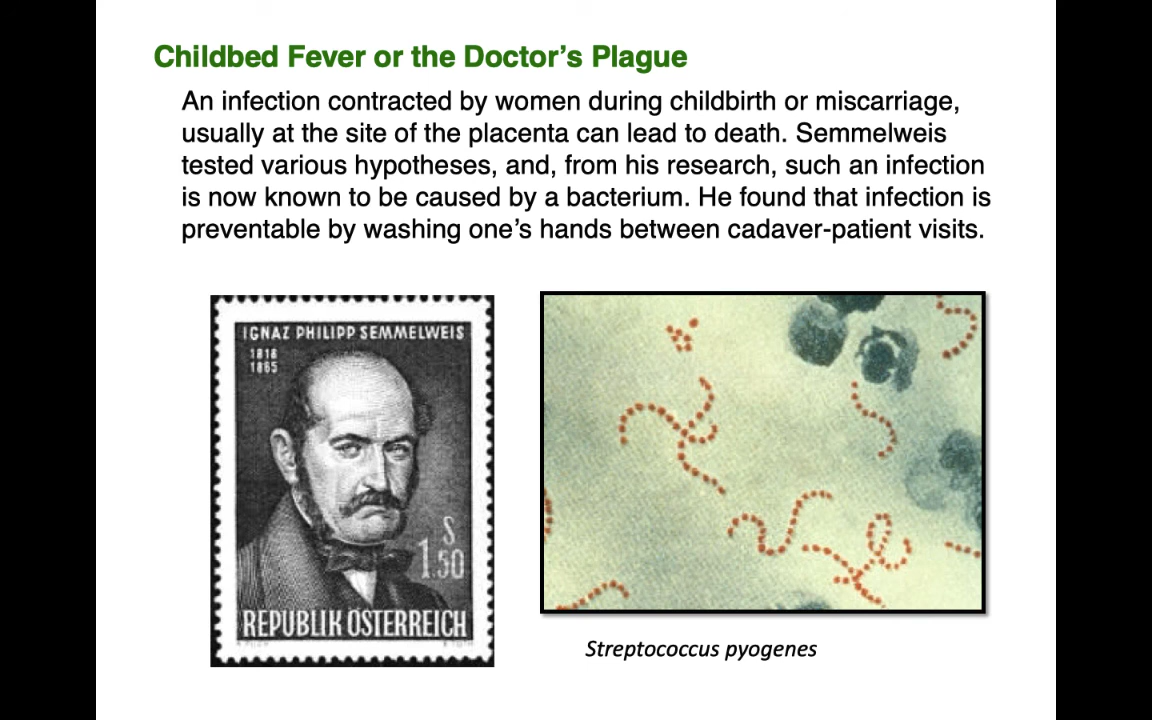 Childbed Fever or the Doctor’s Plague
An infection contracted by women during childbirth or miscarriage,
usually at the site of the placenta can lead to death. Semmelweis
tested various hypotheses, and, from his research, such an infection
is now known to be caused by a bacterium. He found that infection is
preventable by washing one’s hands between cadaver-patient visits.
IGNAZ PHILIPP SEMMELWEIS
1818
1865
S
1.50
REPUBLIK ÖSTERREICH
Streptococcus pyogenes